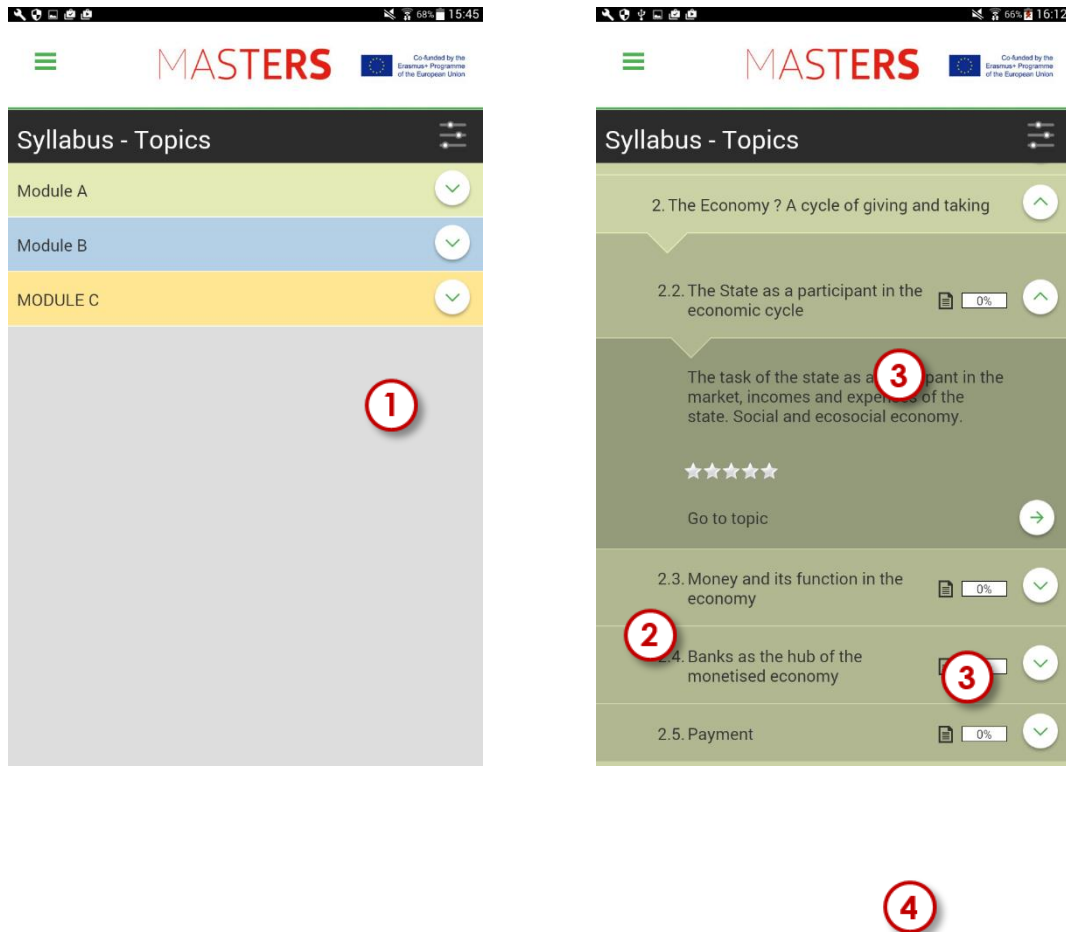 68% 15:45
MASTERS
Co-funded by the
Erasmus+ Programme
of the European Union
Syllabus - Topics
Module A
Module B
MODULE C
1
66% 16:12
MASTERS
Co-funded by the
Erasmus+ Programme
of the European Union
Syllabus - Topics
2. The Economy ? A cycle of giving and taking
2.2. The State as a participant in the
economic cycle
0%
3
The task of the state as a pant in the
market, incomes and expenses of the
state. Social and ecosocial economy.
Go to topic
2.3. Money and its function in the
economy
0%
2
2.4. Banks as the hub of the
monetised economy
3
2.5. Payment
0%
4